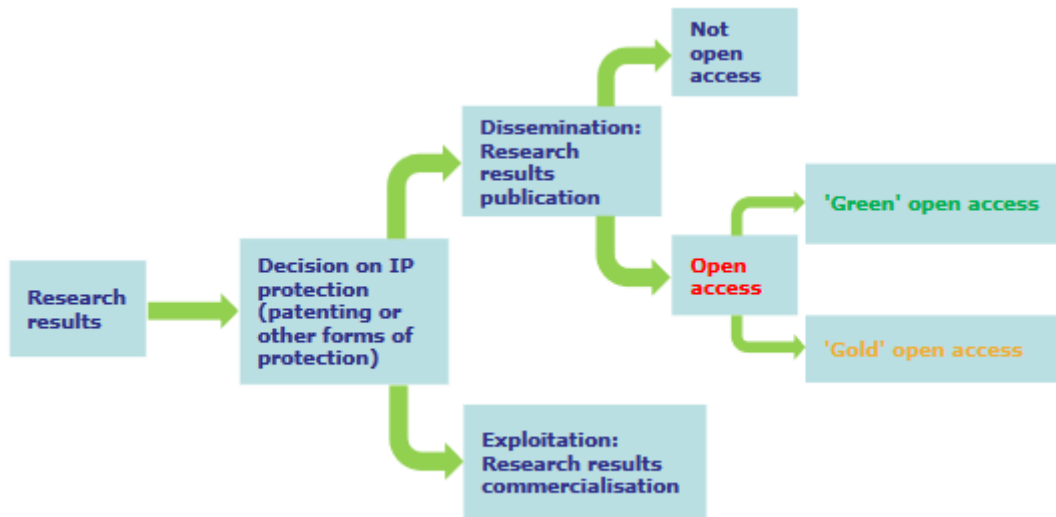 Research
results
Decision on IP
protection
(patenting or
other forms of
protection)
Dissemination:
Research
results
publication
Not
open
access
Open
access
'Green' open access
'Gold' open access
Exploitation:
Research results
commercialisation